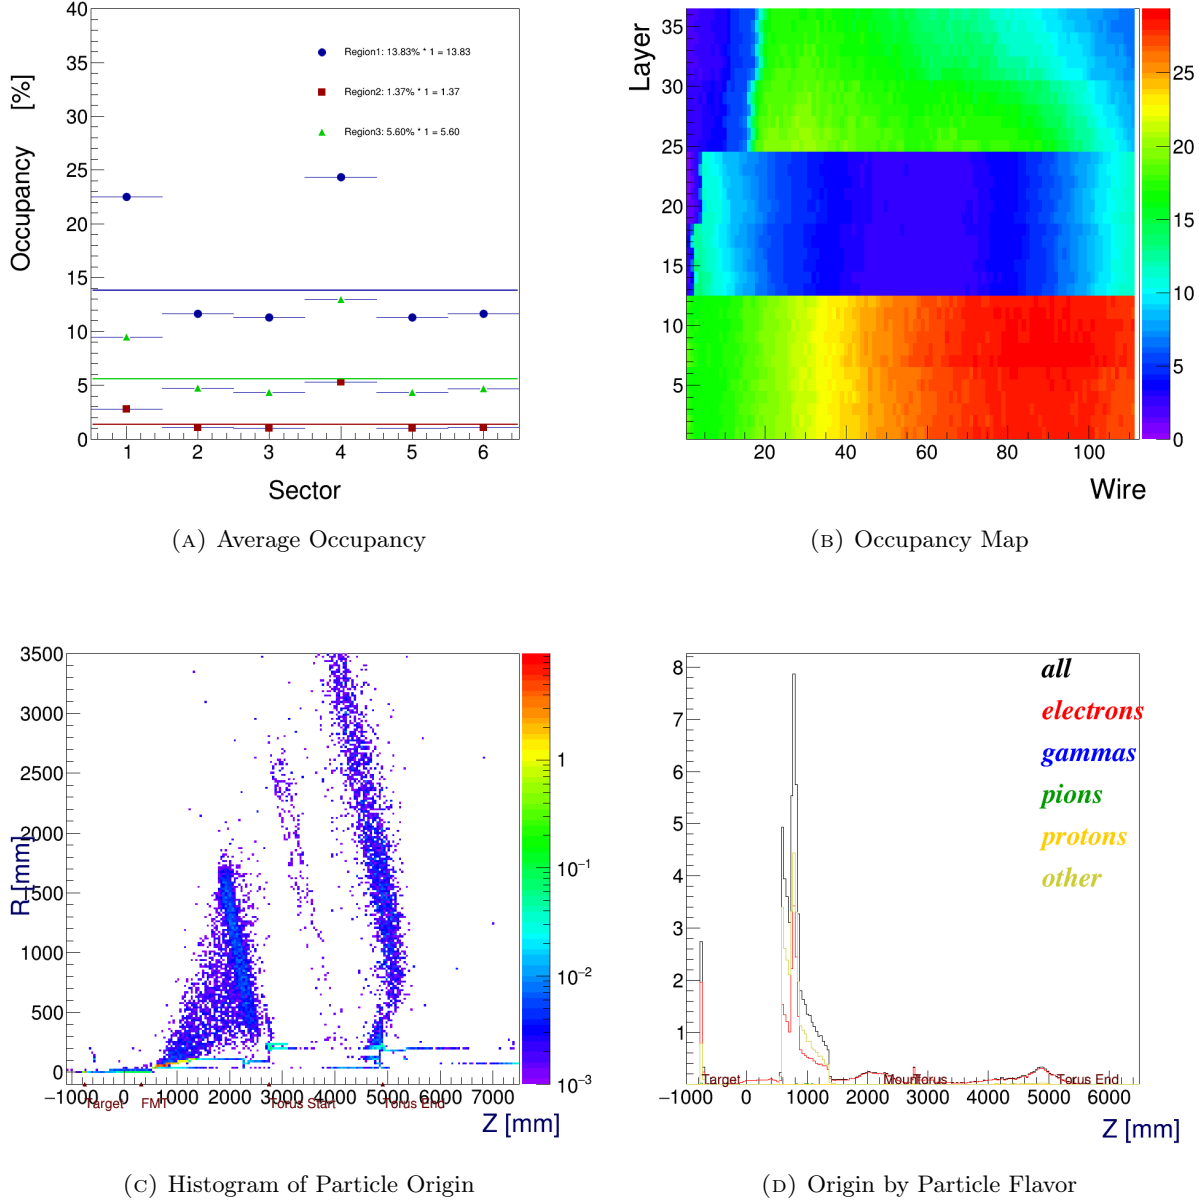 Occupancy [%]
40
35
30
25
20
15
10
5
0
Region1: 13.83% * 1 = 13.83
Region2: 1.37% * 1 = 1.37
Region3: 5.60% * 1 = 5.60
1 2 3 4 5 6
Sector
(A) Average Occupancy
Layer
35
30
25
20
15
10
5
20 40 60 80 100
Wire
25
20
15
10
5
0
(B) Occupancy Map
R [mm]
3500
3000
2500
2000
1500
1000
500
0
−1000 0 1000 2000 3000 4000 5000 6000 7000
Target FMT Torus Start Torus End
Z [mm]
1
10−1
10−2
10−3
(C) Histogram of Particle Origin
8
7
6
5
4
3
2
1
all
electrons
gammas
pions
protons
other
Target Mount Torus Torus End
−1000 0 1000 2000 3000 4000 5000 6000
Z [mm]
(D) Origin by Particle Flavor